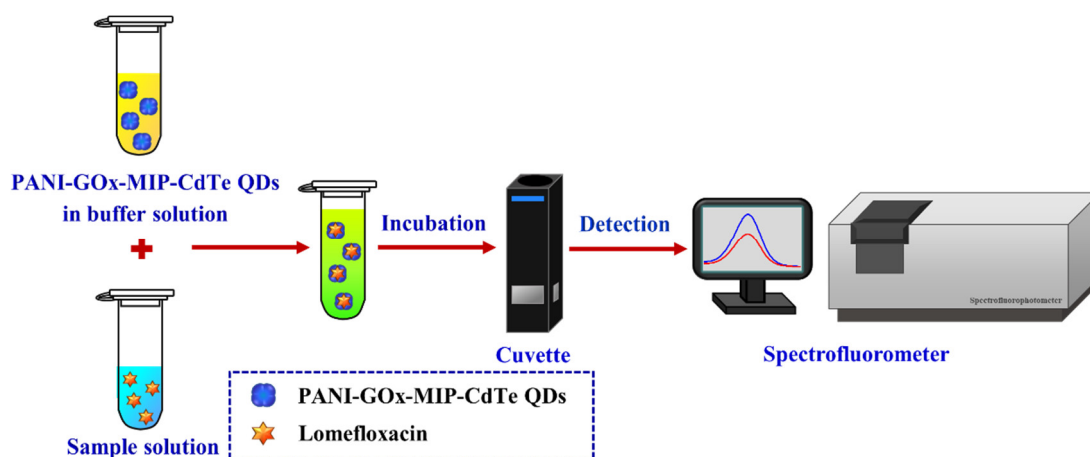 PANI-GOx-MIP-CdTe QDs
in buffer solution
Incubation
Detection
Spectrofluorophotometer
Cuvette
Spectrofluorometer
PANI-GOx-MIP-CdTe QDs
Lomefloxacin
Sample solution